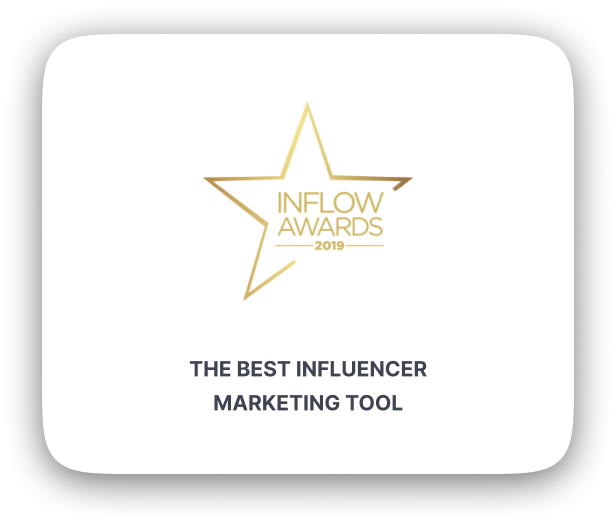 INFLOW
AWARDS
2019
THE BEST INFLUENCER
MARKETING TOOL